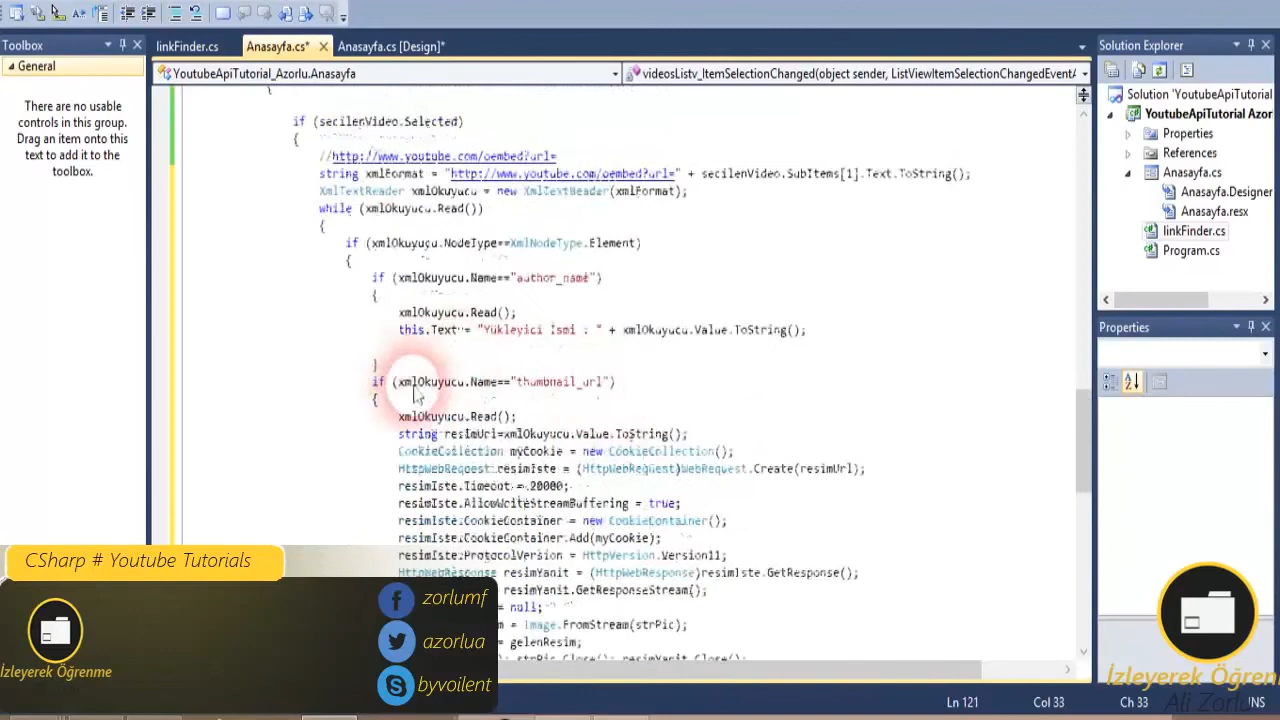 Toolbox
General
There are no usable
controls in this group.
Drag an item onto this
text to add it to the
toolbox.
linkFinder.cs
Anasayfa.cs*
Anasayfa.cs [Design]*
YoutubeApiTutorial_Azorlu.Anasayfa
videosListv_ItemSelectionChanged(object sender, ListViewItemSelectionChangedEventA
{
if (secilenVideo.Selected)
{
//http://www.youtube.com/oembed?url=
string xmlFormat = "http://www.youtube.com/oembed?url=" + secilenVideo.SubItems[1].Text.ToString();
XmlTextReader xmlOkuyucu = new XmlTextReader(xmlFormat);
while (xmlOkuyucu.Read())
{
if (xmlOkuyucu.NodeType==XmlNodeType.Element)
{
if (xmlOkuyucu.Name=="author_name")
{
xmlOkuyucu.Read();
this.Text = "Yükleyici İsmi : " + xmlOkuyucu.Value.ToString();
}
if (xmlOkuyucu.Name=="thumbnail_url")
{
xmlOkuyucu.Read();
string resimUrl=xmlOkuyucu.Value.ToString();
CookieCollection myCookie = new CookieCollection();
HttpWebRequest resimIste = (HttpWebRequest)WebRequest.Create(resimUrl);
resimIste.Timeout = 20000;
resimIste.AllowWriteStreamBuffering = true;
resimIste.CookieContainer = new CookieContainer();
resimIste.CookieContainer.Add(myCookie);
resimIste.ProtocolVersion = HttpVersion.Version11;
HttpWebResponse resimYanit = (HttpWebResponse)resimIste.GetResponse();
= resimYanit.GetResponseStream();
= null;
= Image.FromStream(strPic);
= gelenResim;
strPic.Close(); resimYanit.Close();
Solution Explorer
Solution 'YoutubeApiTutorial
YoutubeApiTutorial Azor
Properties
References
Anasayfa.cs
Anasayfa.Designer
Anasayfa.resx
linkFinder.cs
Program.cs
Properties
CSharp # Youtube Tutorials
İzleyerek Öğrenme
zorlumf
azorlua
byvoilent
İzleyerek Öğren
Ali Zorlu
Ln 121
Col 33
Ch 33
INS